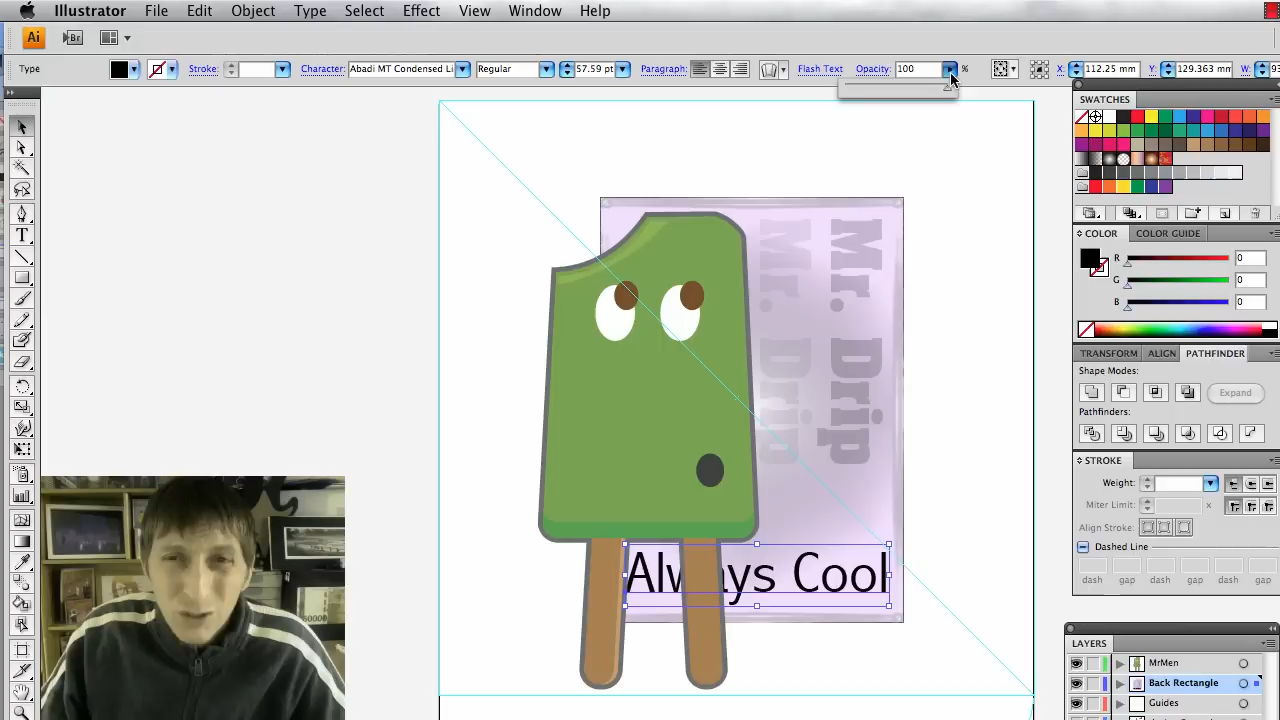 Illustrator File Edit Object Type Select Effect View Window Help
Ai Br
Type Stroke: Character: Abadi MT Condensed Li Regular 57.59 pt Paragraph: Flash Text Opacity: 100 % X: 112.25 mm Y: 129.363 mm W: 93
SWATCHES
COLOR COLOR GUIDE
R 0
G 0
B 0
TRANSFORM ALIGN PATHFINDER
Shape Modes:
Expand
Pathfinders:
STROKE
Weight:
Miter Limit: x
Align Stroke:
Dashed Line
dash gap dash gap dash gap
LAYERS
MrMen
Back Rectangle
Guides
Mr. Drip
Mr. Drip
Always Cool